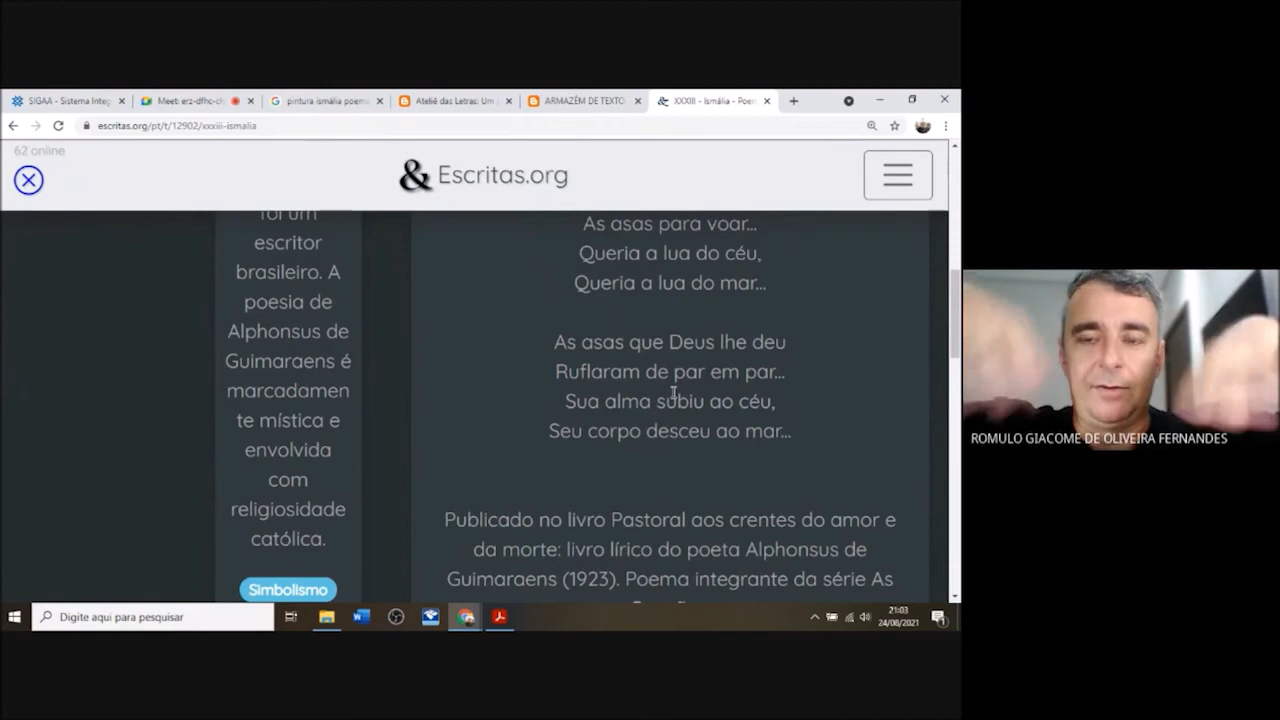 SIGAA - Sistema Integ
Meet: erz-dfhc-ch
pintura ismália poema
Ateliê das Letras: Um
ARMAZÉM DE TEXTO
XXXIII - Ismália - Poem
escritas.org/pt/t/12902/xxxiii-ismalia
62 online
& Escritas.org
foi um
escritor
brasileiro. A
poesia de
Alphonsus de
Guimaraens é
marcadamen
te mística e
envolvida
com
religiosidade
católica.
Simbolismo
As asas para voar...
Queria a lua do céu,
Queria a lua do mar...
As asas que Deus lhe deu
Ruflaram de par em par...
Sua alma subiu ao céu,
Seu corpo desceu ao mar...
Publicado no livro Pastoral aos crentes do amor e
da morte: livro lírico do poeta Alphonsus de
Guimaraens (1923). Poema integrante da série As
ROMULO GIACOME DE OLIVEIRA FERNANDES
Digite aqui para pesquisar
21:03
24/08/2021